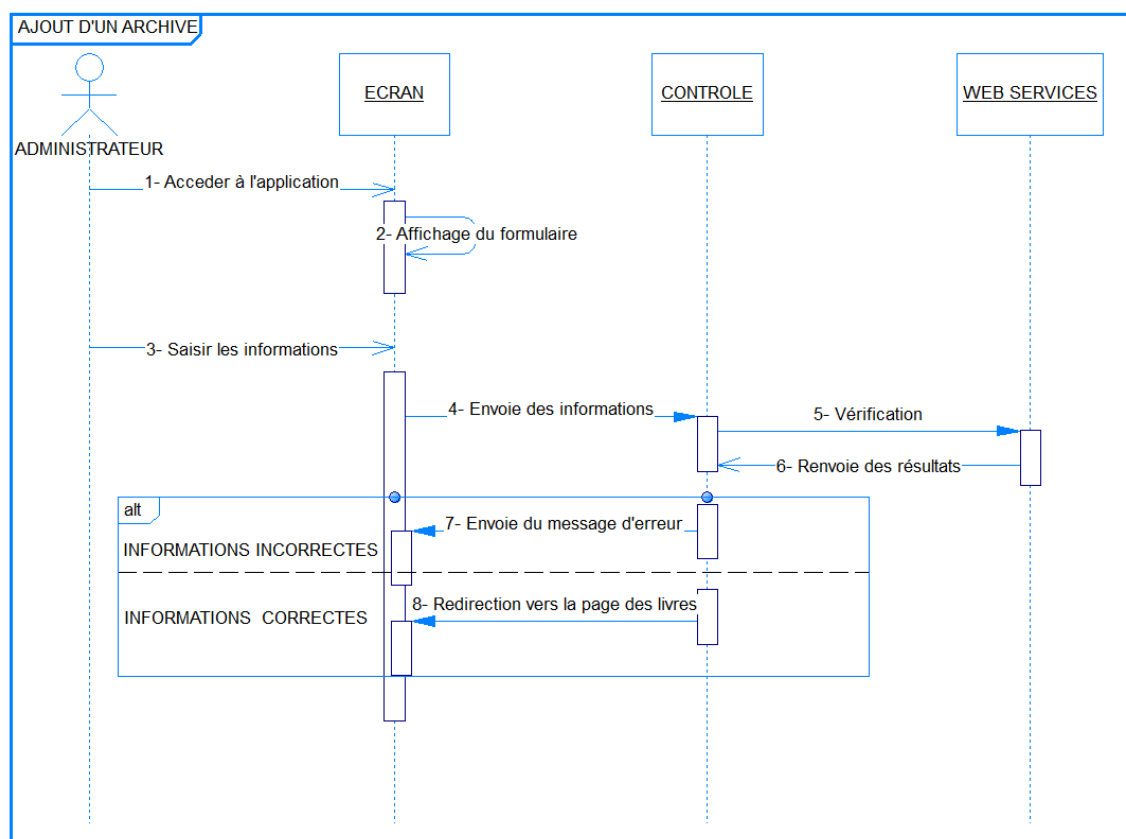 AJOUT D'UN ARCHIVE
ADMINISTRATEUR
ECRAN
CONTROLE
WEB SERVICES
1- Acceder à l'application
2- Affichage du formulaire
3- Saisir les informations
4- Envoie des informations
5- Vérification
6- Renvoie des résultats
alt
7- Envoie du message d'erreur
INFORMATIONS INCORRECTES
8- Redirection vers la page des livres
INFORMATIONS CORRECTES